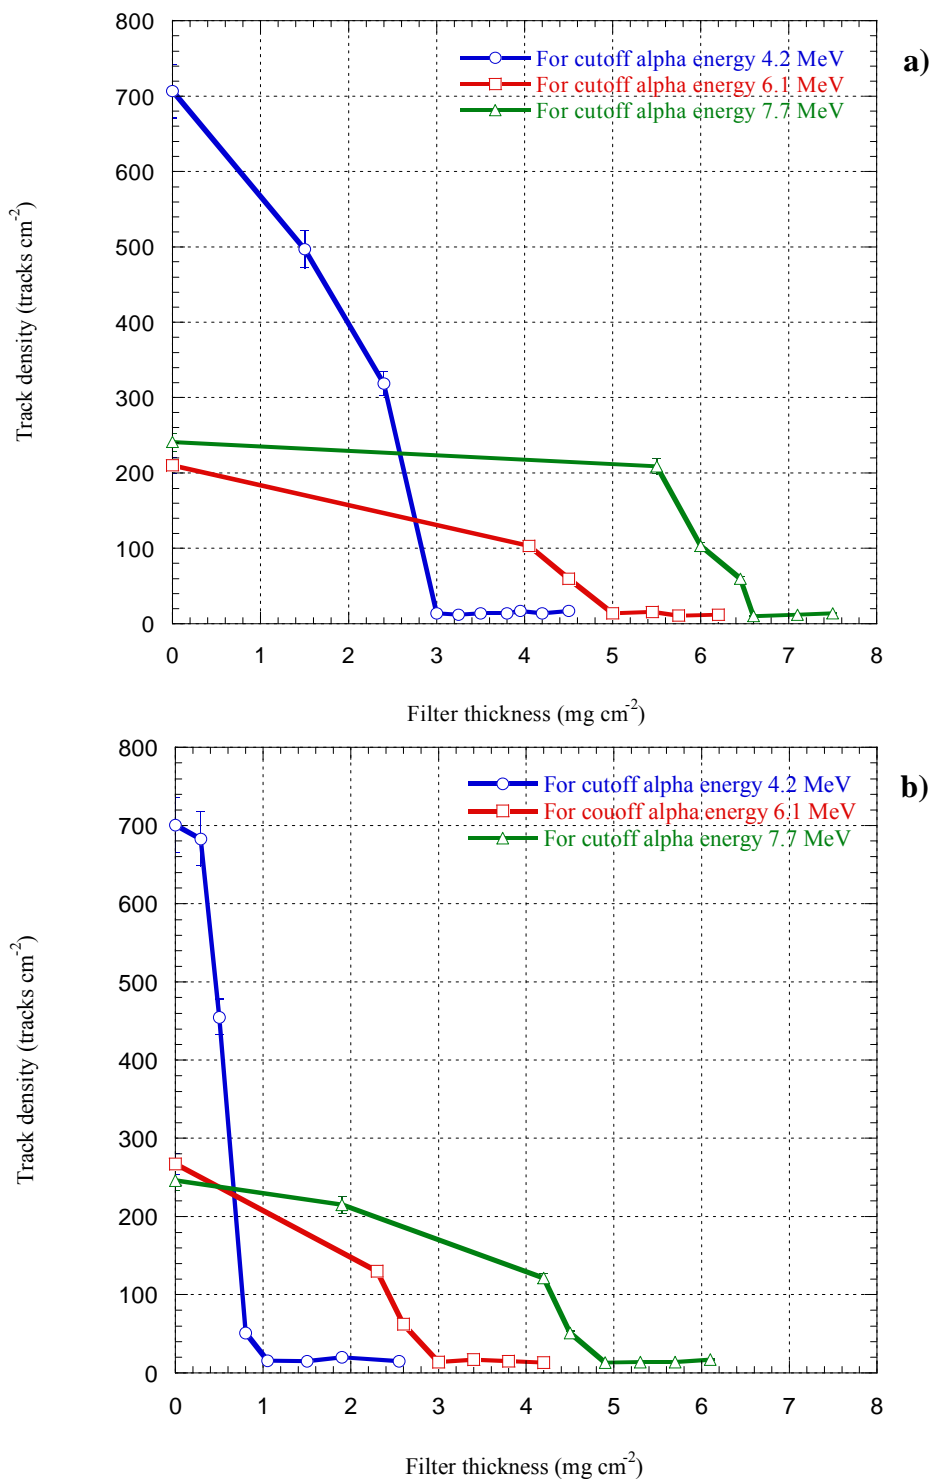 a)
For cutoff alpha energy 4.2 MeV
For cutoff alpha energy 6.1 MeV
For cutoff alpha energy 7.7 MeV
Track density (tracks cm-2)
800
700
600
500
400
300
200
100
0
0 1 2 3 4 5 6 7 8
Filter thickness (mg cm-2)
b)
For cutoff alpha energy 4.2 MeV
For couoff alpha energy 6.1 MeV
For cutoff alpha energy 7.7 MeV
Track density (tracks cm-2)
800
700
600
500
400
300
200
100
0
0 1 2 3 4 5 6 7 8
Filter thickness (mg cm-2)